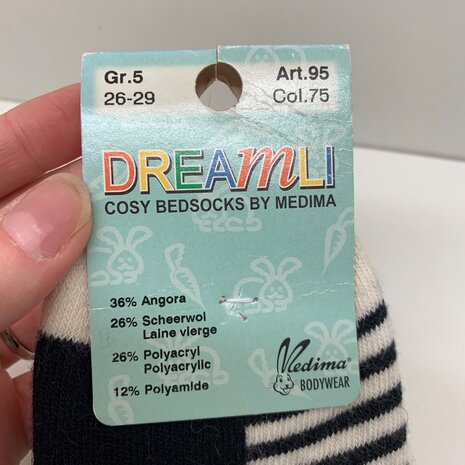 Gr.5
26-29
Art.95
Col.75
DREAMLI
COSY BEDSOCKS BY MEDIMA
36% Angora
26% Scheerwol
Laine vierge
26% Polyacryl
Polyacrylic
12% Polyamide
Medima®
BODYWEAR